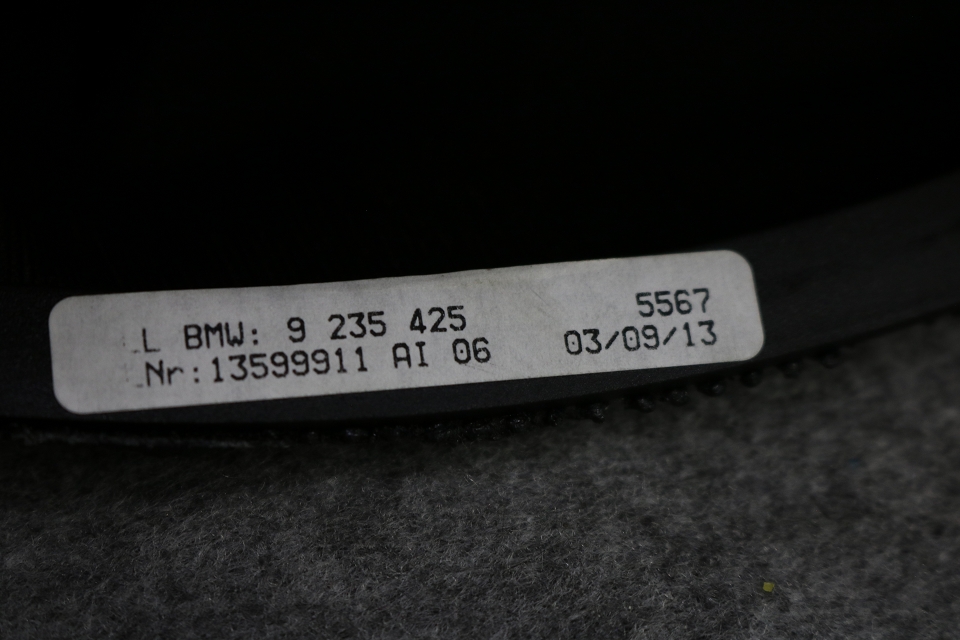 L BMW: 9 235 425 5567
Nr:13599911 AI 06 03/09/13